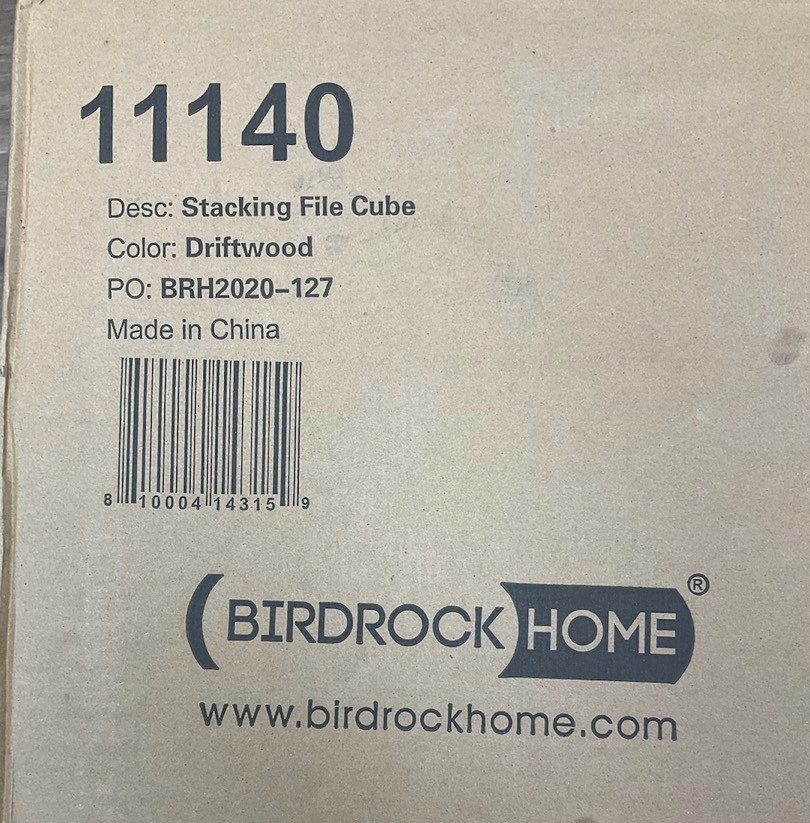 11140
Desc: Stacking File Cube
Color: Driftwood
PO: BRH2020-127
Made in China
8 10004 14315 9
BIRDROCK HOME ®
www.birdrockhome.com